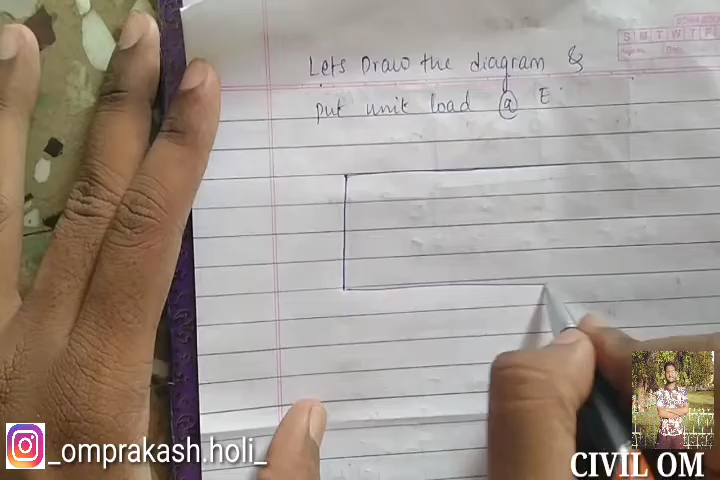 Lets Draw the diagram &
put unit load @ E
S M T W T F
_omprakash.holi_
CIVIL OM